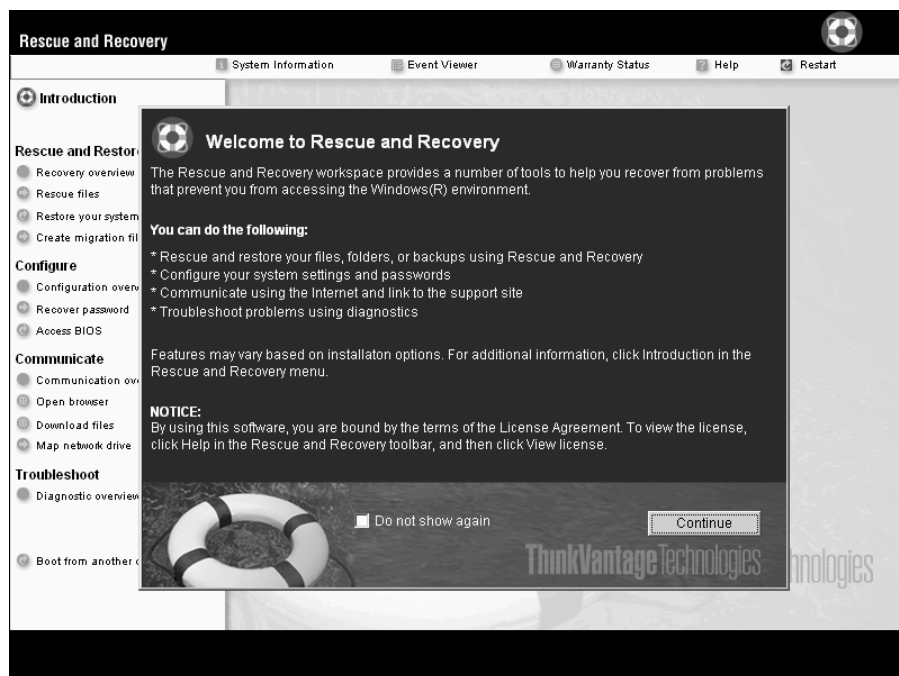 Rescue and Recovery
System Information
Event Viewer
Warranty Status
Help
Restart
Introduction
Rescue and Restor
Recovery overview
Rescue files
Restore your system
Create migration fil
Configure
Configuration overv
Recover password
Access BIOS
Communicate
Communication ov
Open browser
Download files
Map network drive
Troubleshoot
Diagnostic overview
Boot from another
Welcome to Rescue and Recovery
The Rescue and Recovery workspace provides a number of tools to help you recover from problems
that prevent you from accessing the Windows(R) environment.
You can do the following:
* Rescue and restore your files, folders, or backups using Rescue and Recovery
* Configure your system settings and passwords
* Communicate using the Internet and link to the support site
* Troubleshoot problems using diagnostics
Features may vary based on installaton options. For additional information, click Introduction in the
Rescue and Recovery menu.
NOTICE:
By using this software, you are bound by the terms of the License Agreement. To view the license,
click Help in the Rescue and Recovery toolbar, and then click View license.
Do not show again
Continue
ThinkVantage Technologies
hnologies